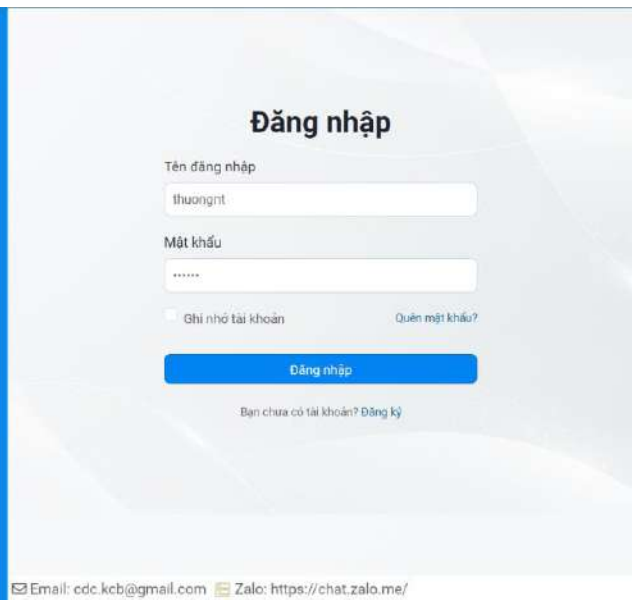 Đăng nhập
Tên đăng nhập
thuongnt
Mật khẩu
······
Ghi nhớ tài khoản
Quên mật khẩu?
Đăng nhập
Bạn chưa có tài khoản? Đăng ký
Email: cdc.kcb@gmail.com Zalo: https://chat.zalo.me/